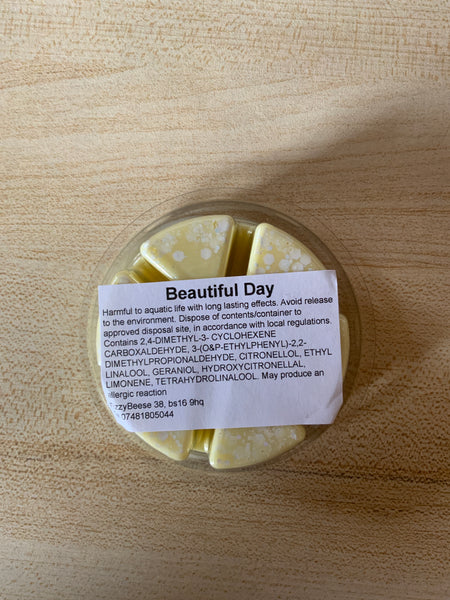 Beautiful Day
Harmful to aquatic life with long lasting effects. Avoid release
to the environment. Dispose of contents/container to
approved disposal site, in accordance with local regulations.
Contains 2,4-DIMETHYL-3- CYCLOHEXENE
CARBOXALDEHYDE, 3-(O&P-ETHYLPHENYL)-2,2-
DIMETHYLPROPIONALDEHYDE, CITRONELLOL, ETHYL
LINALOOL, GERANIOL, HYDROXYCITRONELLAL,
LIMONENE, TETRAHYDROLINALOOL. May produce an
allergic reaction
zzyBeese 38, bs16 9hq
07481805044